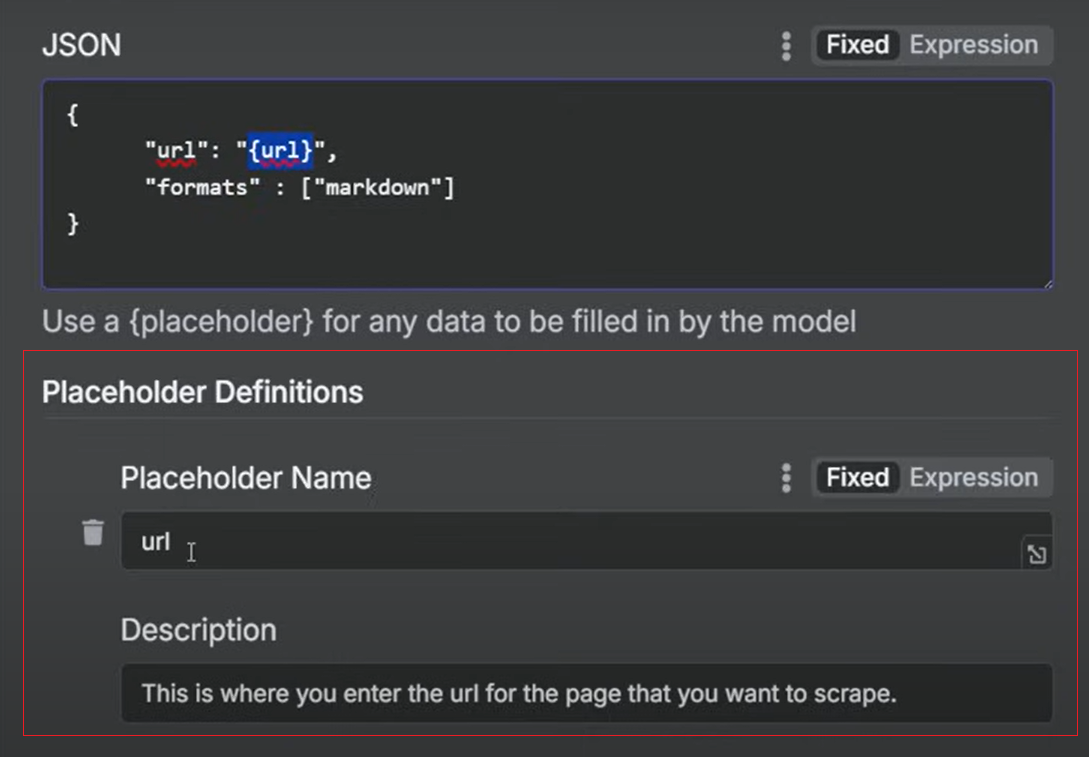 JSON
Fixed Expression
{
"url": "{url}",
"formats" : ["markdown"]
}
Use a {placeholder} for any data to be filled in by the model
Placeholder Definitions
Placeholder Name
Fixed Expression
url
Description
This is where you enter the url for the page that you want to scrape.